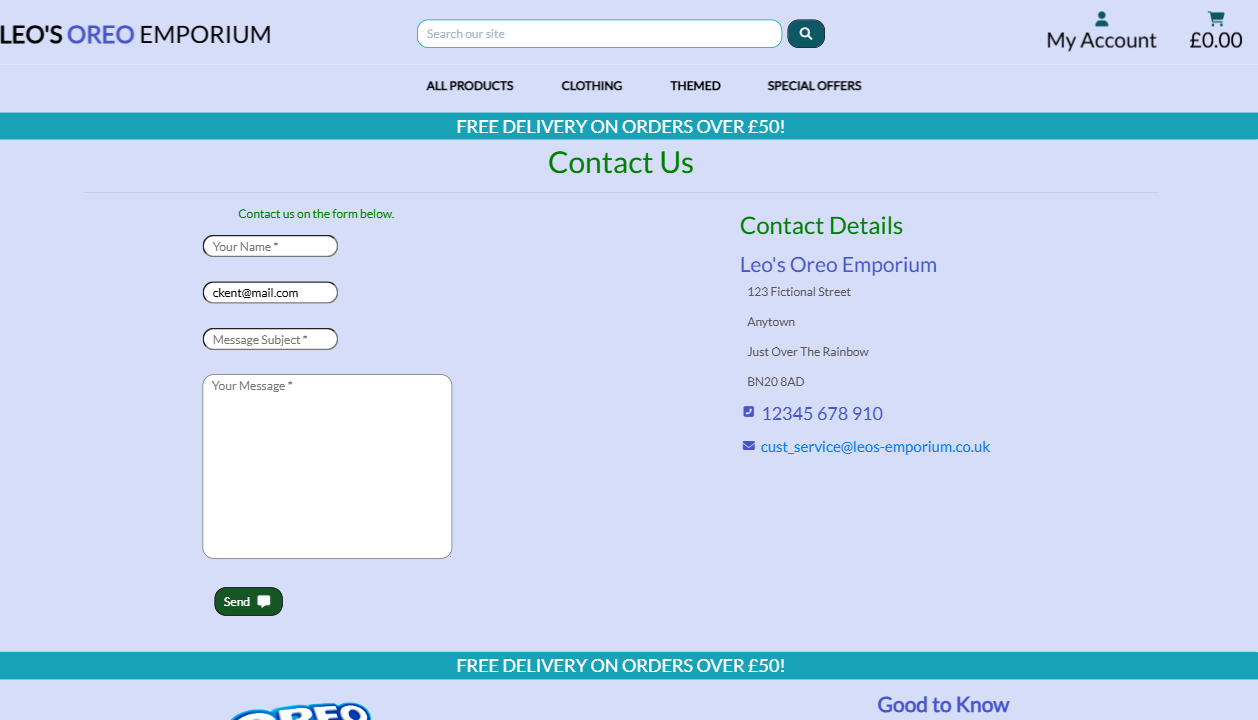 LEO'S OREO EMPORIUM
Search our site
My Account
£0.00
ALL PRODUCTS CLOTHING THEMED SPECIAL OFFERS
FREE DELIVERY ON ORDERS OVER £50!
Contact Us
Contact us on the form below.
Your Name *
ckent@mail.com
Message Subject *
Your Message *
Send
Contact Details
Leo's Oreo Emporium
123 Fictional Street
Anytown
Just Over The Rainbow
BN20 8AD
12345 678 910
cust_service@leos-emporium.co.uk
FREE DELIVERY ON ORDERS OVER £50!
OREO
Good to Know